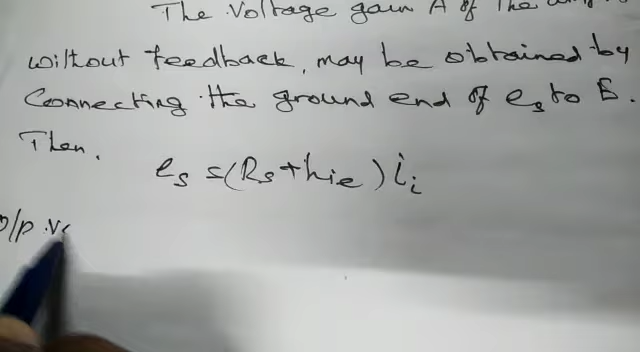 The Voltage gain A of The
without feedback, may be obtained by
Connecting the ground end of es to E.
Then.
es = (Rs + hie) ii
O/p